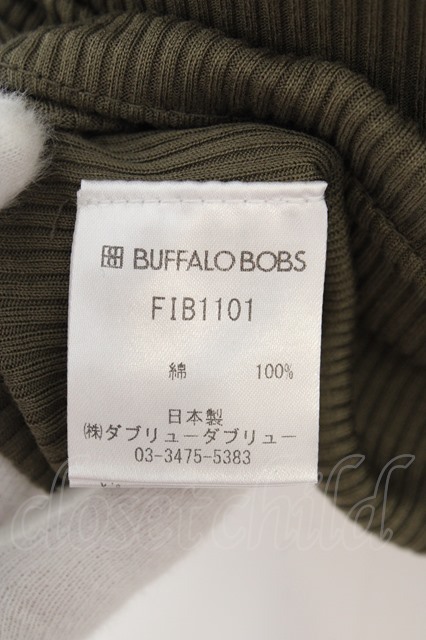 BUFFALO BOBS
FIB1101
綿 100%
日本製
㈱ダブリューダブリュー
03-3475-5383
closetchild